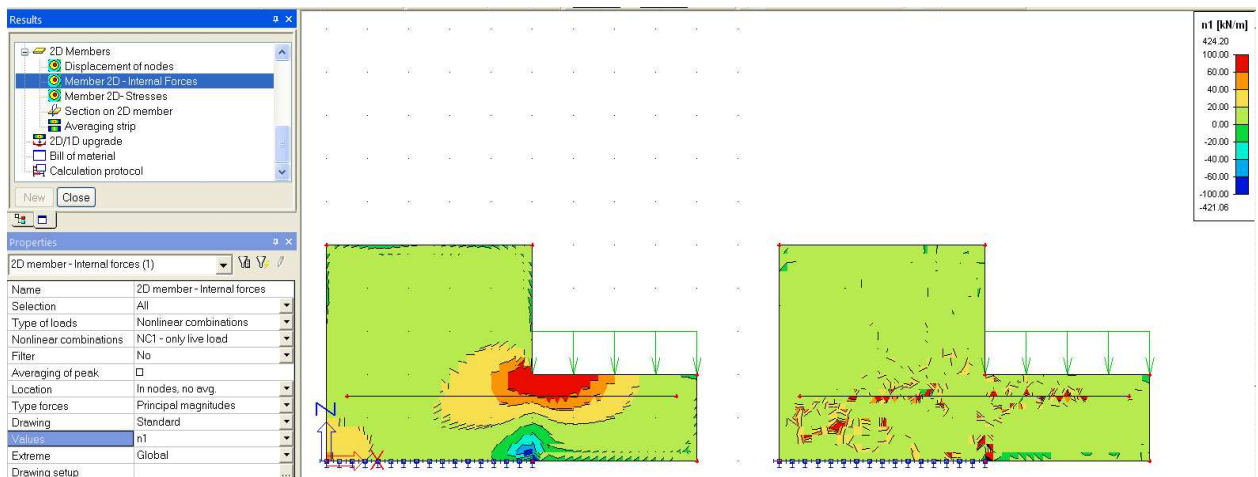 Results
2D Members
Displacement of nodes
Member 2D - Internal Forces
Member 2D- Stresses
Section on 2D member
Averaging strip
2D/1D upgrade
Bill of material
Calculation protocol
New Close
Properties
2D member - Internal forces (1)
Name 2D member - Internal forces
Selection All
Type of loads Nonlinear combinations
Nonlinear combinations NC1 - only live load
Filter No
Averaging of peak
Location In nodes, no avg.
Type forces Principal magnitudes
Drawing Standard
Values n1
Extreme Global
Drawing setup ...
Z
X
n1 [kN/m]
424.20
100.00
60.00
40.00
20.00
0.00
-20.00
-40.00
-60.00
-100.00
-421.06